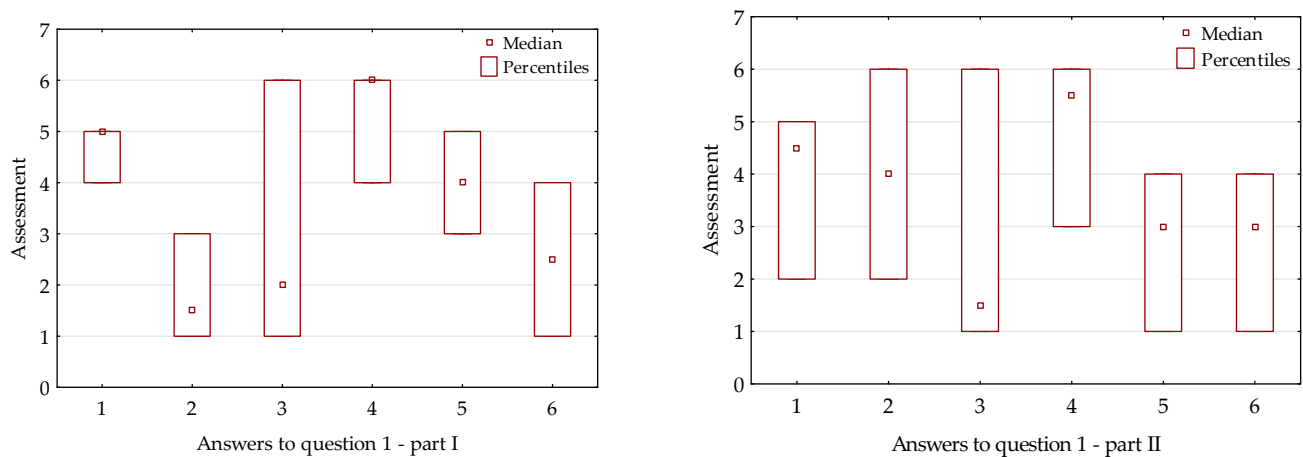 7
6
5
4
3
2
1
0
Assessment
Median
Percentiles
1 2 3 4 5 6
Answers to question 1 - part I
7
6
5
4
3
2
1
0
Assessment
Median
Percentiles
1 2 3 4 5 6
Answers to question 1 - part II